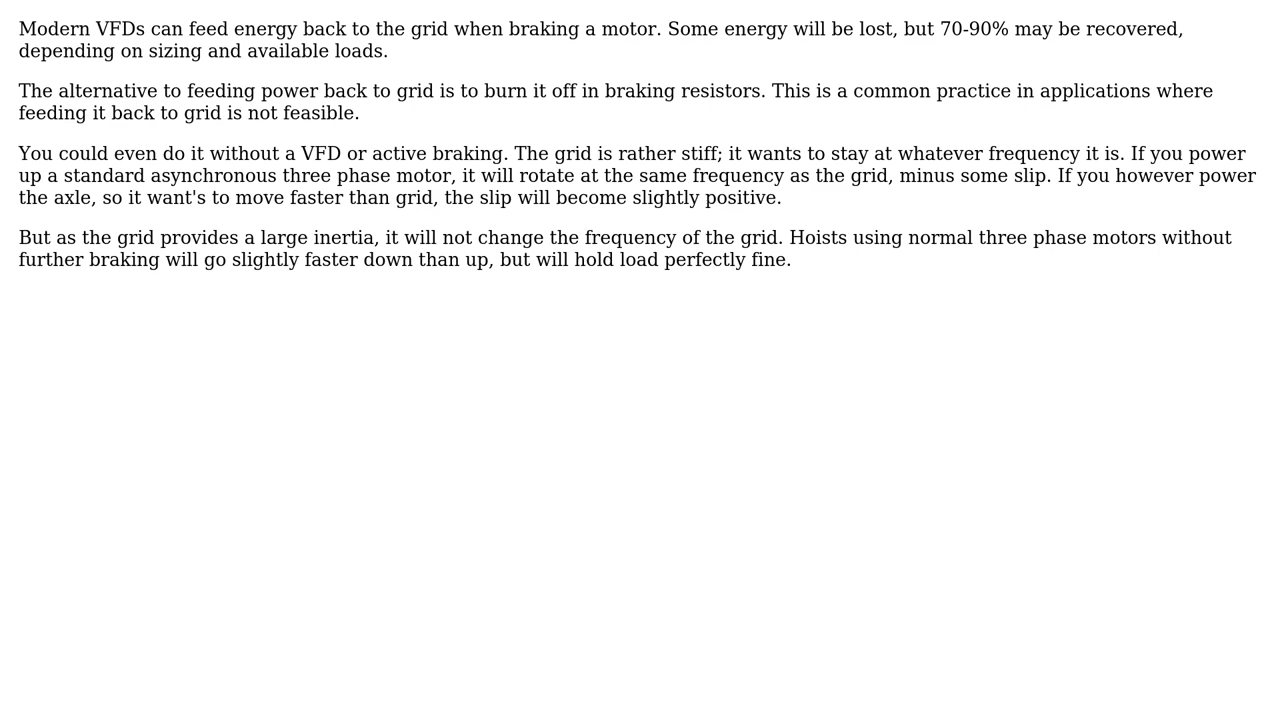 Modern VFDs can feed energy back to the grid when braking a motor. Some energy will be lost, but 70-90% may be recovered,
depending on sizing and available loads.
The alternative to feeding power back to grid is to burn it off in braking resistors. This is a common practice in applications where
feeding it back to grid is not feasible.
You could even do it without a VFD or active braking. The grid is rather stiff; it wants to stay at whatever frequency it is. If you power
up a standard asynchronous three phase motor, it will rotate at the same frequency as the grid, minus some slip. If you however power
the axle, so it want's to move faster than grid, the slip will become slightly positive.
But as the grid provides a large inertia, it will not change the frequency of the grid. Hoists using normal three phase motors without
further braking will go slightly faster down than up, but will hold load perfectly fine.